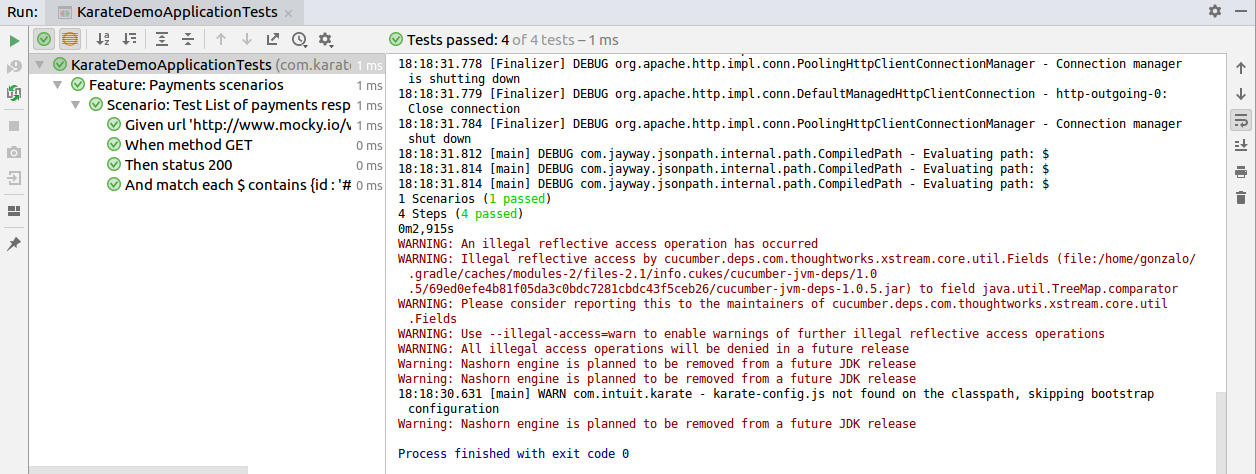 Run: KarateDemoApplicationTests
Tests passed: 4 of 4 tests – 1 ms
KarateDemoApplicationTests (com.karate 1 ms
Feature: Payments scenarios 1 ms
Scenario: Test List of payments resp 1 ms
Given url 'http://www.mocky.io/v 1 ms
When method GET 0 ms
Then status 200 0 ms
And match each $ contains {id : '# 0 ms
18:18:31.778 [Finalizer] DEBUG org.apache.http.impl.conn.PoolingHttpClientConnectionManager - Connection manager
is shutting down
18:18:31.779 [Finalizer] DEBUG org.apache.http.impl.conn.DefaultManagedHttpClientConnection - http-outgoing-0:
Close connection
18:18:31.784 [Finalizer] DEBUG org.apache.http.impl.conn.PoolingHttpClientConnectionManager - Connection manager
shut down
18:18:31.812 [main] DEBUG com.jayway.jsonpath.internal.path.CompiledPath - Evaluating path: $
18:18:31.814 [main] DEBUG com.jayway.jsonpath.internal.path.CompiledPath - Evaluating path: $
18:18:31.814 [main] DEBUG com.jayway.jsonpath.internal.path.CompiledPath - Evaluating path: $
1 Scenarios (1 passed)
4 Steps (4 passed)
0m2,915s
WARNING: An illegal reflective access operation has occurred
WARNING: Illegal reflective access by cucumber.deps.com.thoughtworks.xstream.core.util.Fields (file:/home/gonzalo/
.gradle/caches/modules-2/files-2.1/info.cukes/cucumber-jvm-deps/1.0
.5/69ed0efe4b81f05da3c0bdc7281cbdc43f5ceb26/cucumber-jvm-deps-1.0.5.jar) to field java.util.TreeMap.comparator
WARNING: Please consider reporting this to the maintainers of cucumber.deps.com.thoughtworks.xstream.core.util
.Fields
WARNING: Use --illegal-access=warn to enable warnings of further illegal reflective access operations
WARNING: All illegal access operations will be denied in a future release
Warning: Nashorn engine is planned to be removed from a future JDK release
Warning: Nashorn engine is planned to be removed from a future JDK release
18:18:30.631 [main] WARN com.intuit.karate - karate-config.js not found on the classpath, skipping bootstrap
configuration
Warning: Nashorn engine is planned to be removed from a future JDK release
Process finished with exit code 0